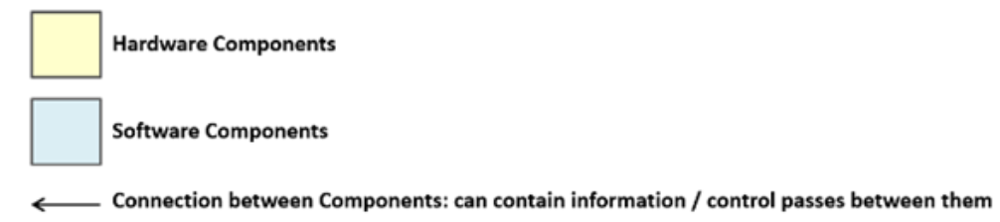 Hardware Components
Software Components
Connection between Components: can contain information / control passes between them